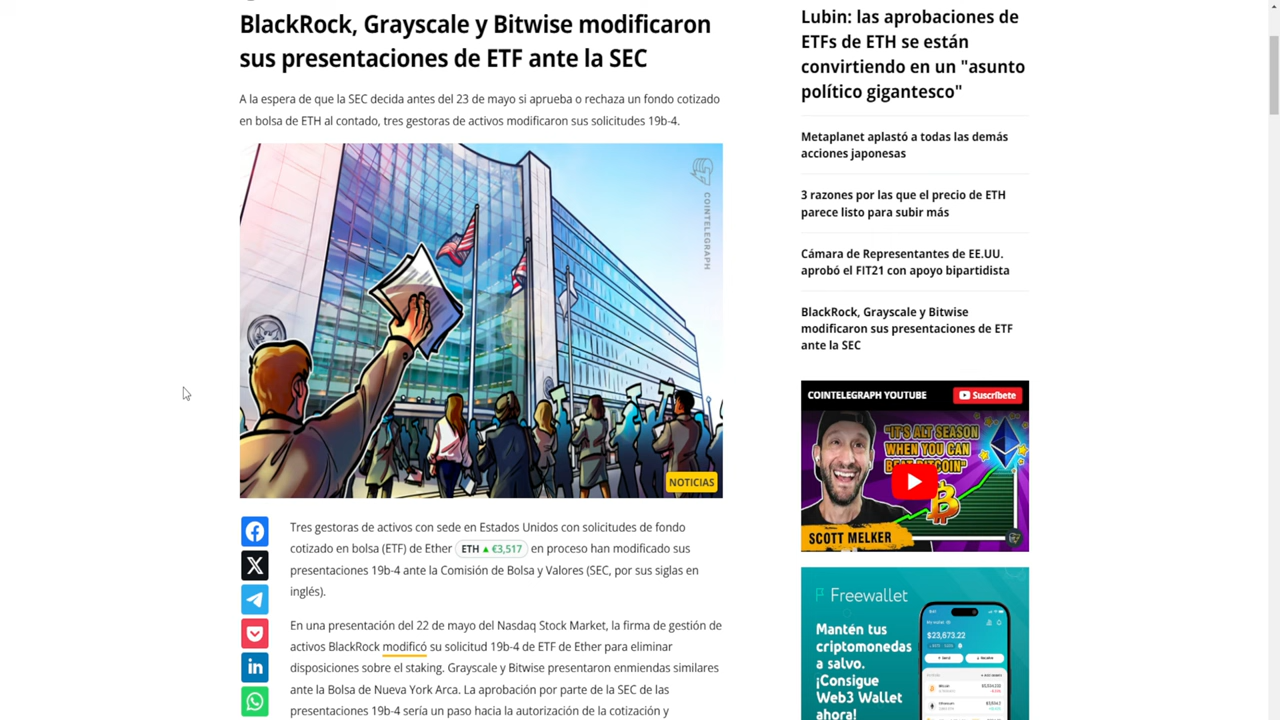 BlackRock, Grayscale y Bitwise modificaron
sus presentaciones de ETF ante la SEC
A la espera de que la SEC decida antes del 23 de mayo si aprueba o rechaza un fondo cotizado
en bolsa de ETH al contado, tres gestoras de activos modificaron sus solicitudes 19b-4.
COINTELEGRAPH
NOTICIAS
Tres gestoras de activos con sede en Estados Unidos con solicitudes de fondo
cotizado en bolsa (ETF) de Ether ETH ▲ €3,517 en proceso han modificado sus
presentaciones 19b-4 ante la Comisión de Bolsa y Valores (SEC, por sus siglas en
inglés).
En una presentación del 22 de mayo del Nasdaq Stock Market, la firma de gestión de
activos BlackRock modificó su solicitud 19b-4 de ETF de Ether para eliminar
disposiciones sobre el staking. Grayscale y Bitwise presentaron enmiendas similares
ante la Bolsa de Nueva York Arca. La aprobación por parte de la SEC de las
presentaciones 19b-4 sería un paso hacia la autorización de la cotización y
Lubin: las aprobaciones de
ETFs de ETH se están
convirtiendo en un "asunto
político gigantesco"
Metaplanet aplastó a todas las demás
acciones japonesas
3 razones por las que el precio de ETH
parece listo para subir más
Cámara de Representantes de EE.UU.
aprobó el FIT21 con apoyo bipartidista
BlackRock, Grayscale y Bitwise
modificaron sus presentaciones de ETF
ante la SEC
COINTELEGRAPH YOUTUBE
Suscríbete
"IT'S ALT SEASON
WHEN YOU CAN
BEAT BITCOIN"
SCOTT MELKER
Freewallet
Mantén tus
criptomonedas
a salvo.
¡Consigue
Web3 Wallet
ahora!
$23,673.22